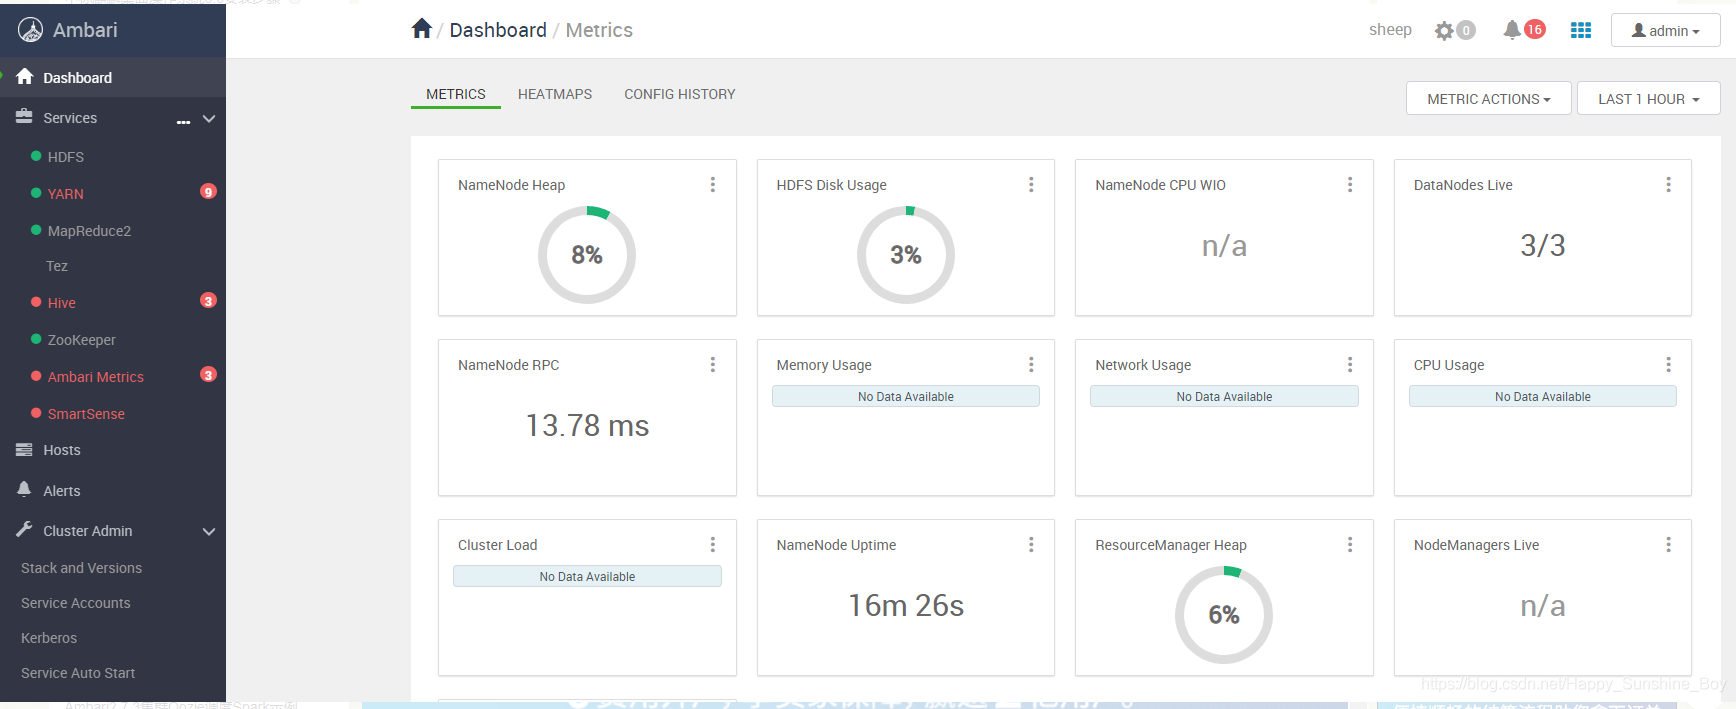 Ambari
Dashboard / Metrics
sheep
0
16
admin
Dashboard
Services
HDFS
YARN 9
MapReduce2
Tez
Hive 3
ZooKeeper
Ambari Metrics 3
SmartSense
Hosts
Alerts
Cluster Admin
Stack and Versions
Service Accounts
Kerberos
Service Auto Start
METRICS HEATMAPS CONFIG HISTORY
METRIC ACTIONS LAST 1 HOUR
NameNode Heap
8%
HDFS Disk Usage
3%
NameNode CPU WIO
n/a
DataNodes Live
3/3
NameNode RPC
13.78 ms
Memory Usage
No Data Available
Network Usage
No Data Available
CPU Usage
No Data Available
Cluster Load
No Data Available
NameNode Uptime
16m 26s
ResourceManager Heap
6%
NodeManagers Live
n/a
https://blog.csdn.net/Happy_Sunshine_Boy